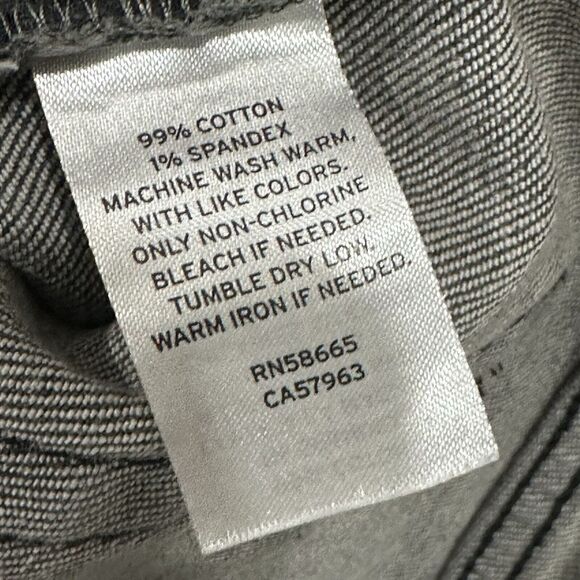 99% COTTON
1% SPANDEX
MACHINE WASH WARM,
WITH LIKE COLORS.
ONLY NON-CHLORINE
BLEACH IF NEEDED.
TUMBLE DRY LOW.
WARM IRON IF NEEDED.
RN58665
CA57963